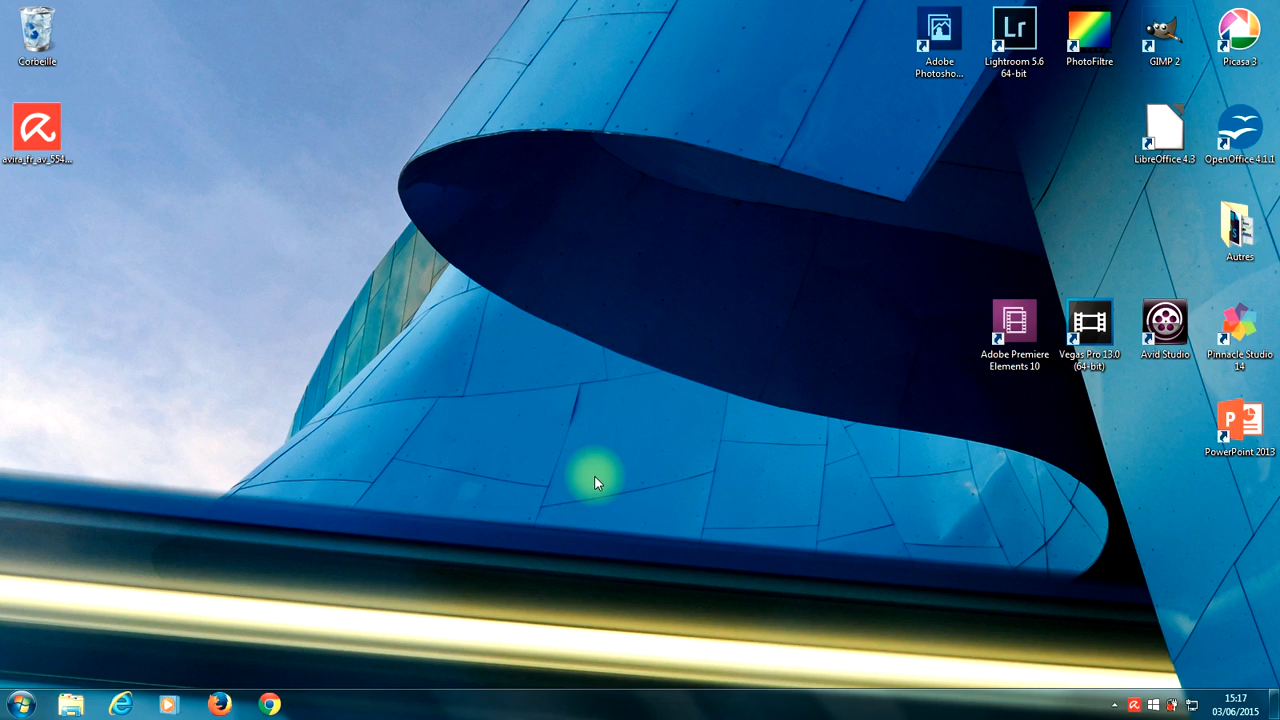 Corbeille
avira_fr_av_554...
Adobe
Photosho...
Lr
Lightroom 5.6
64-bit
PhotoFiltre
GIMP 2
Picasa 3
LibreOffice 4.3
OpenOffice 4.1.1
S
Autres
Adobe Premiere
Elements 10
Vegas Pro 13.0
(64-bit)
Avid Studio
Pinnacle Studio
14
P
PowerPoint 2013
15:17
03/06/2015